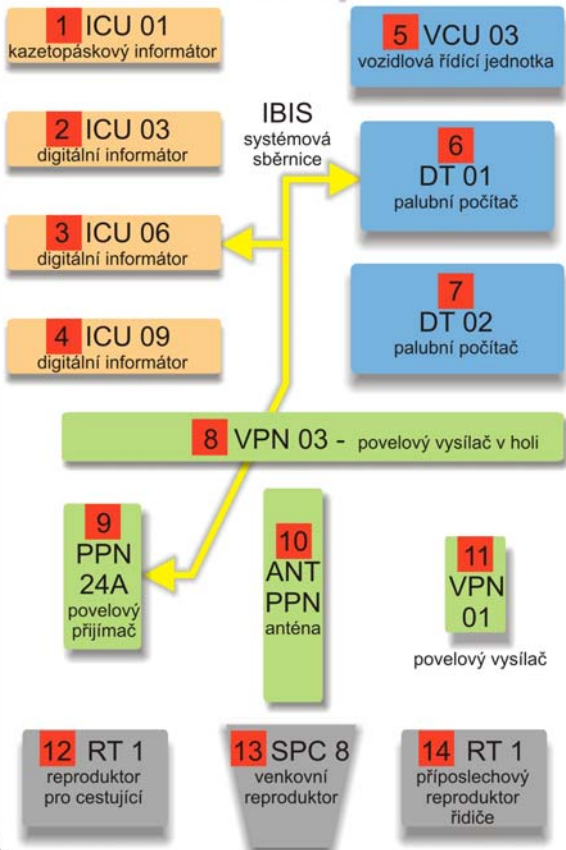 1 ICU 01
kazetopáskový informátor
2 ICU 03
digitální informátor
3 ICU 06
digitální informátor
4 ICU 09
digitální informátor
IBIS
systémová
sběrnice
5 VCU 03
vozidlová řídící jednotka
6
DT 01
palubní počítač
7
DT 02
palubní počítač
8 VPN 03 - povelový vysílač v holi
9
PPN
24A
povelový
přijímač
10
ANT
PPN
anténa
11
VPN
01
povelový vysílač
12 RT 1
reproduktor
pro cestující
13 SPC 8
venkovní
reproduktor
14 RT 1
příposlechový
reproduktor
řidiče